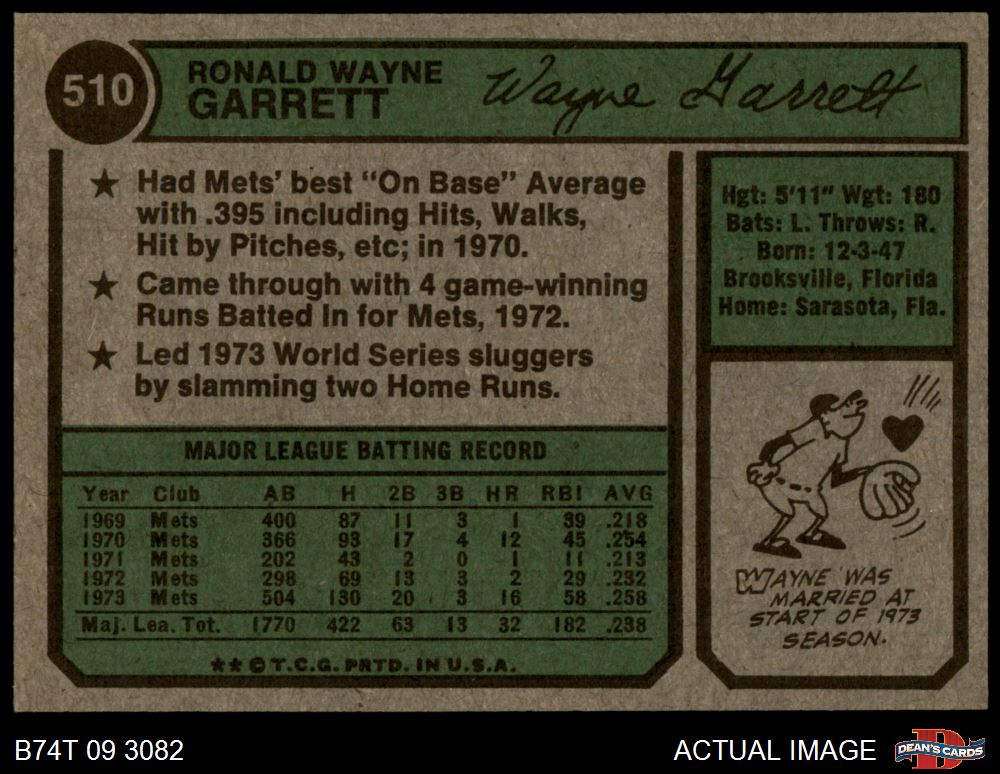 510
RONALD WAYNE
GARRETT
Wayne Garrett
★ Had Mets' best “On Base” Average
with .395 including Hits, Walks,
Hit by Pitches, etc; in 1970.
★ Came through with 4 game-winning
Runs Batted In for Mets, 1972.
★ Led 1973 World Series sluggers
by slamming two Home Runs.
Hgt: 5'11" Wgt: 180
Bats: L. Throws: R.
Born: 12-3-47
Brooksville, Florida
Home: Sarasota, Fla.
MAJOR LEAGUE BATTING RECORD
Year Club AB H 2B 3B HR RBI AVG
1969 Mets 400 87 11 3 1 39 .218
1970 Mets 366 93 17 4 12 45 .254
1971 Mets 202 43 2 0 1 11 .213
1972 Mets 298 69 13 3 2 29 .232
1973 Mets 504 130 20 3 16 58 .258
Maj. Lea. Tot. 1770 422 63 13 32 182 .238
★★ © T.C.G. PRTD. IN U.S.A.
WAYNE WAS
MARRIED AT
START OF 1973
SEASON.
B74T 09 3082
ACTUAL IMAGE
DEAN'S CARDS